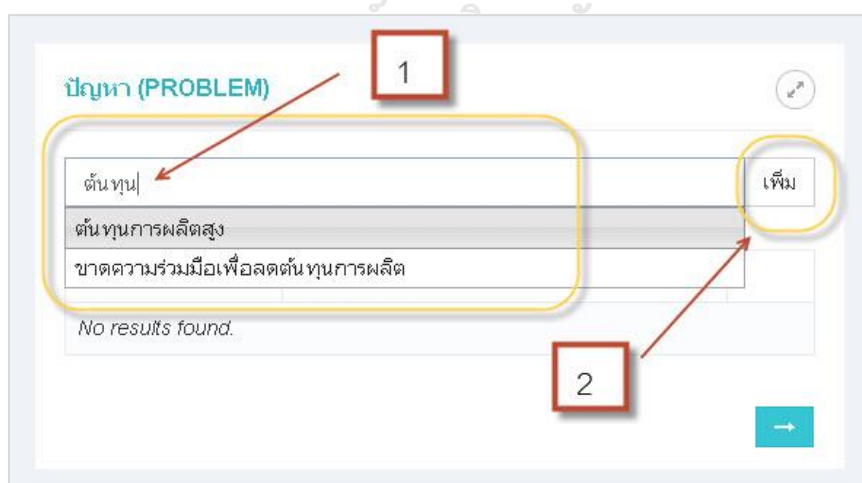 1
ปัญหา (PROBLEM)
ต้นทุน
เพิ่ม
ต้นทุนการผลิตสูง
ขาดความร่วมมือเพื่อลดต้นทุนการผลิต
No results found.
2